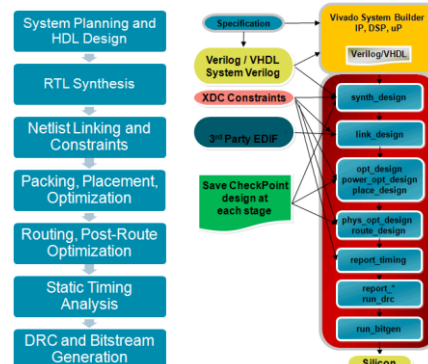 System Planning and
HDL Design
RTL Synthesis
Netlist Linking and
Constraints
Packing, Placement,
Optimization
Routing, Post-Route
Optimization
Static Timing
Analysis
DRC and Bitstream
Generation
Specification
Verilog / VHDL
System Verilog
XDC Constraints
3rd Party EDIF
Save CheckPoint
design at
each stage
Vivado System Builder
IP, DSP, uP
Verilog/VHDL
synth_design
link_design
opt_design
power_opt_design
place_design
phys_opt_design
route_design
report_timing
report_*
run_drc
run_bitgen
Silicon